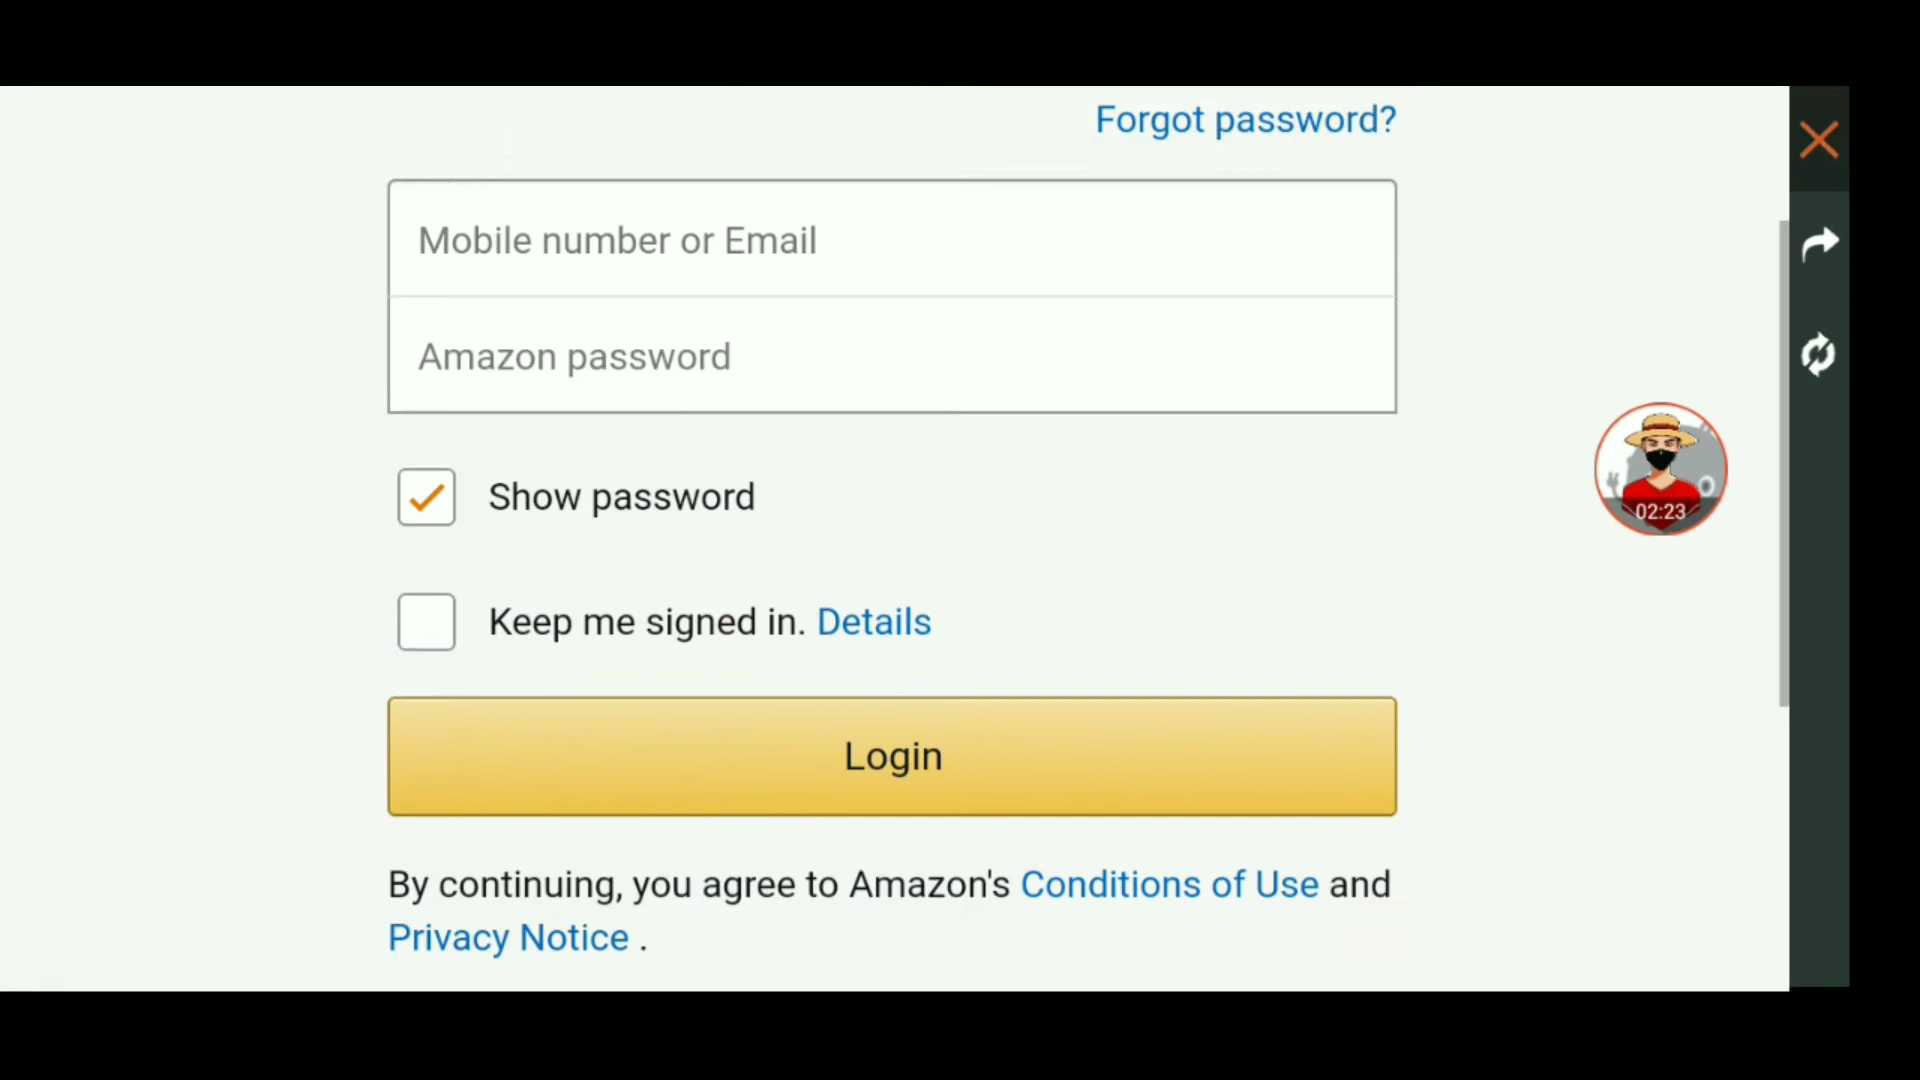 Forgot password?
Mobile number or Email
Amazon password
Show password
Keep me signed in. Details
02:23
Login
By continuing, you agree to Amazon's Conditions of Use and
Privacy Notice .